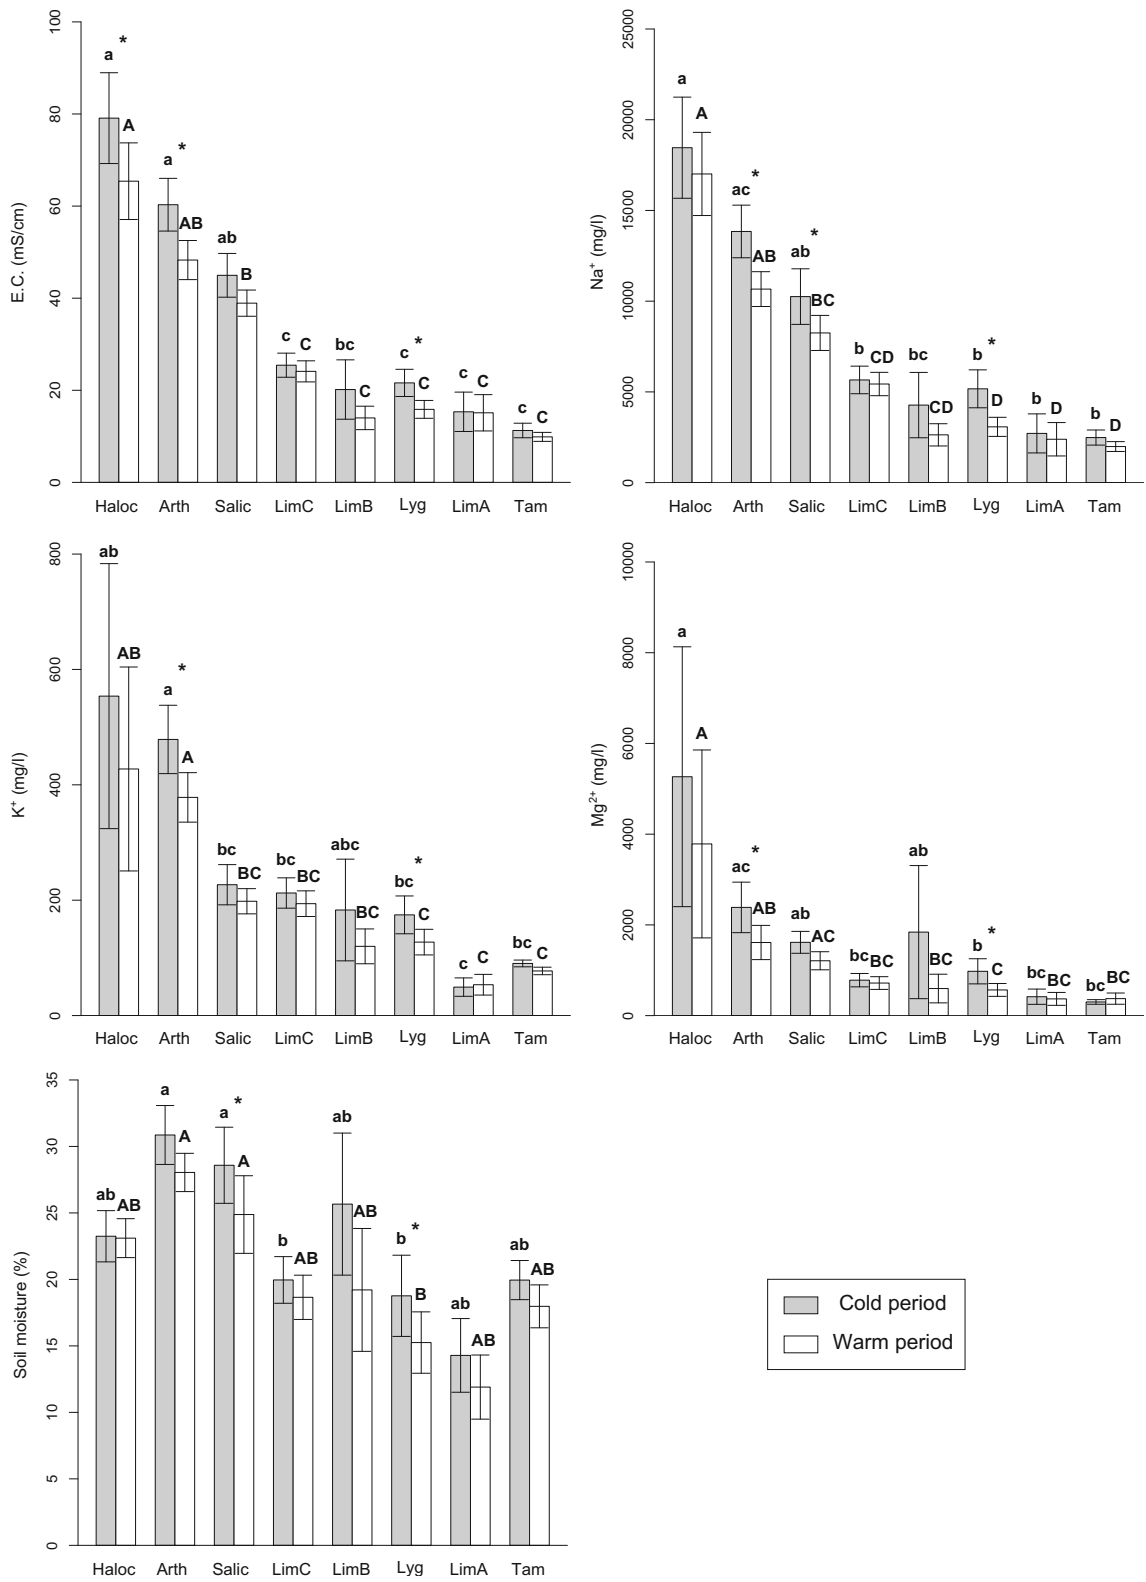 E.C. (mS/cm)
0 20 40 60 80 100
a *
A
a *
AB
ab
B
c C
bc
C
c *
C
c C
c C
Haloc Arth Salic LimC LimB Lyg LimA Tam
Na+ (mg/l)
0 5000 10000 15000 20000 25000
a
A
ac *
AB
ab *
BC
b CD
bc
CD
b *
D
b D
b D
Haloc Arth Salic LimC LimB Lyg LimA Tam
K+ (mg/l)
0 200 400 600 800
ab
AB
a *
A
bc BC
bc BC
abc
BC
bc *
C
c C
bc C
Haloc Arth Salic LimC LimB Lyg LimA Tam
Mg2+ (mg/l)
0 2000 4000 6000 8000 10000
a
A
ac *
AB
ab
AC
bc BC
ab
BC
b *
C
bc BC
bc BC
Haloc Arth Salic LimC LimB Lyg LimA Tam
Soil moisture (%)
0 5 10 15 20 25 30 35
ab AB
a
A
a *
A
b AB
ab
AB
b *
B
ab AB
ab AB
Haloc Arth Salic LimC LimB Lyg LimA Tam
Cold period
Warm period